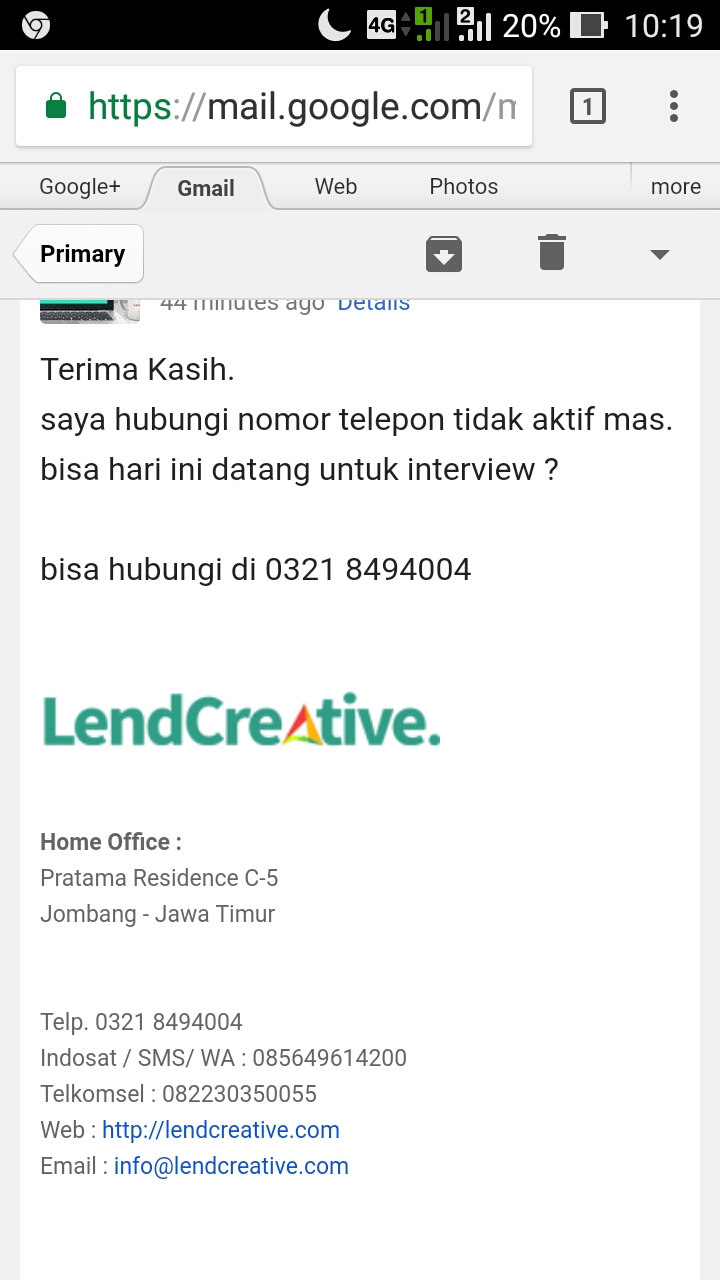 4G 1 2 20% 10:19
https://mail.google.com/m
1
Google+ Gmail Web Photos more
Primary
44 minutes ago Details
Terima Kasih.
saya hubungi nomor telepon tidak aktif mas.
bisa hari ini datang untuk interview ?
bisa hubungi di 0321 8494004
LendCreative.
Home Office :
Pratama Residence C-5
Jombang - Jawa Timur
Telp. 0321 8494004
Indosat / SMS/ WA : 085649614200
Telkomsel : 082230350055
Web : http://lendcreative.com
Email : info@lendcreative.com